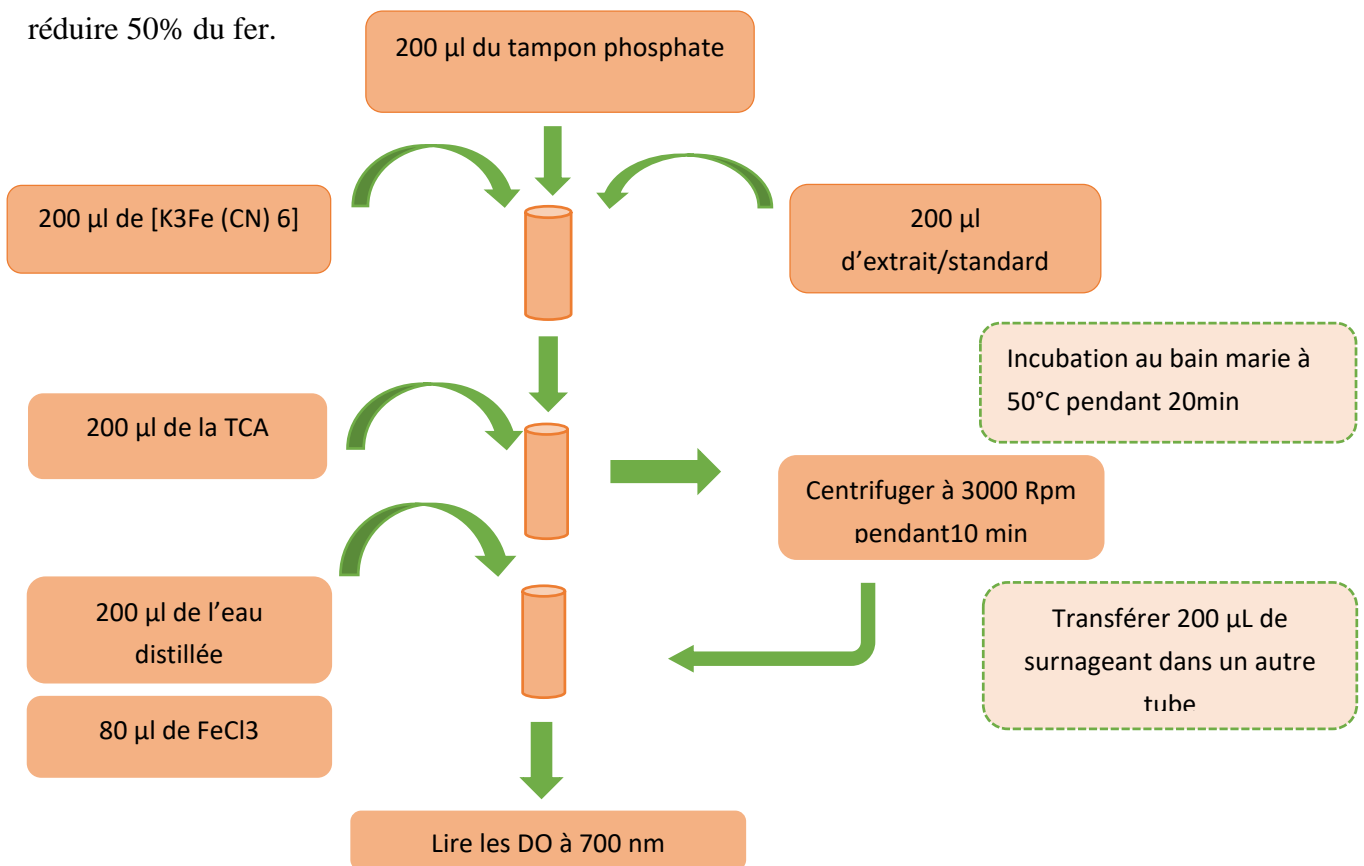 réduire 50% du fer.
200 µl du tampon phosphate
200 µl de [K3Fe (CN) 6]
200 µl
d’extrait/standard
Incubation au bain marie à
50°C pendant 20min
200 µl de la TCA
Centrifuger à 3000 Rpm
pendant10 min
200 µl de l’eau
distillée
Transférer 200 µL de
surnageant dans un autre
tube
80 µl de FeCl3
Lire les DO à 700 nm